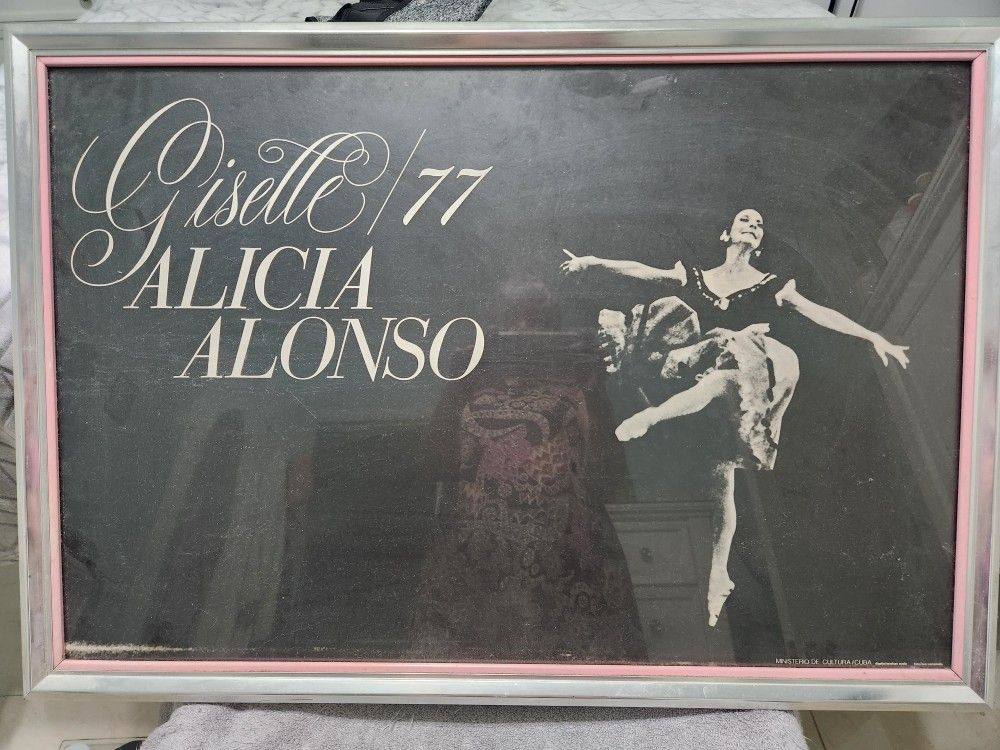 Giselle/77
ALICIA
ALONSO
MINISTERIO DE CULTURA/CUBA